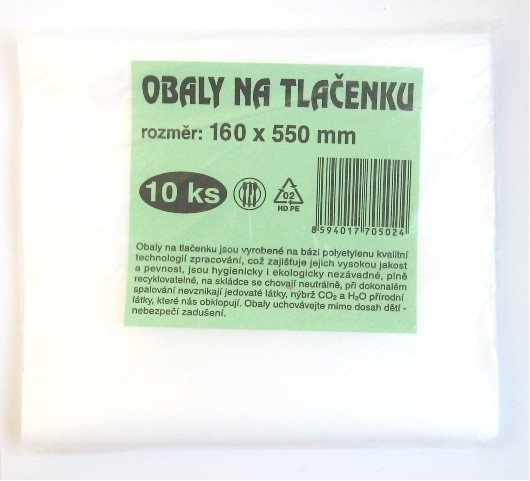 OBALY NA TLAČENKU
rozměr: 160 x 550 mm
10 ks
02
HD PE
8594017705024
Obaly na tlačenku jsou vyrobené na bázi polyetylenu kvalitní
technologií zpracování, což zajišťuje jejich vysokou jakost
a pevnost, jsou hygienicky i ekologicky nezávadné, plně
recyklovatelné, na skládce se chovají neutrálně, při dokonalém
spalování nevznikají jedovaté látky, nýbrž CO₂ a H₂O přírodní
látky, které nás obklopují. Obaly uchovávejte mimo dosah dětí -
nebezpečí zadušení.